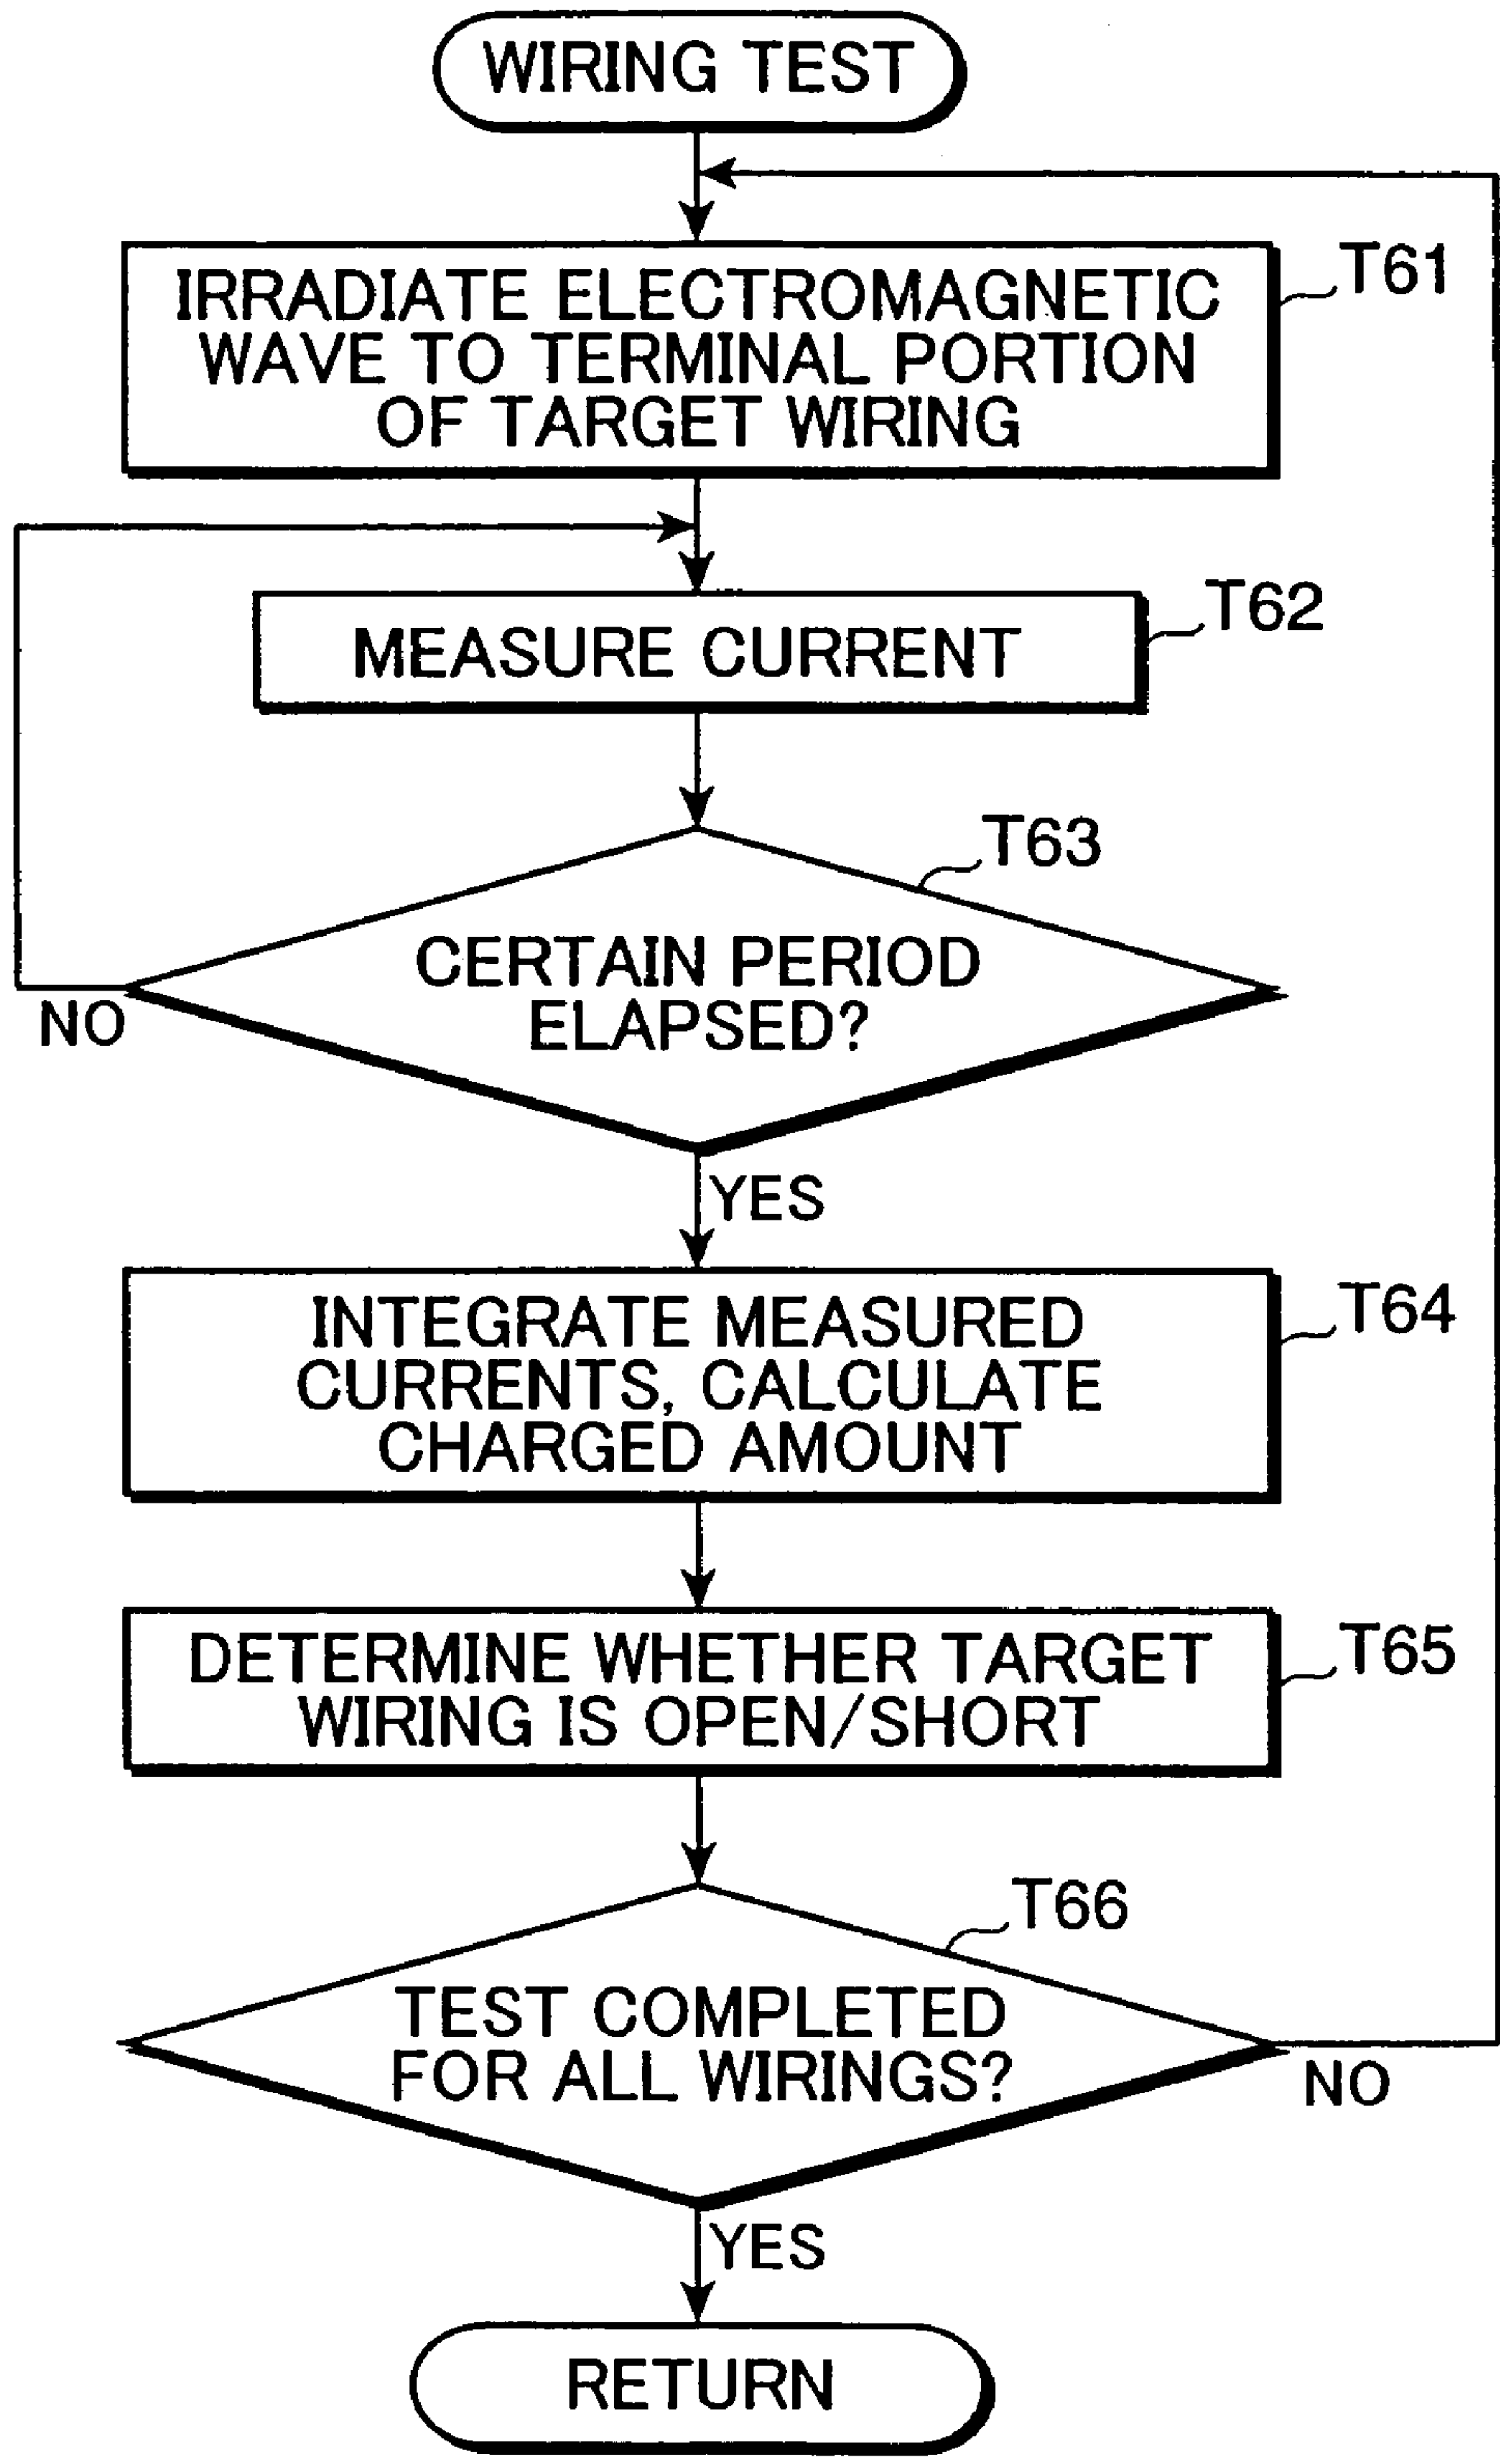 WIRING TEST
T61
IRRADIATE ELECTROMAGNETIC
WAVE TO TERMINAL PORTION
OF TARGET WIRING
T62
MEASURE CURRENT
T63
CERTAIN PERIOD
ELAPSED?
NO
YES
T64
INTEGRATE MEASURED
CURRENTS, CALCULATE
CHARGED AMOUNT
T65
DETERMINE WHETHER TARGET
WIRING IS OPEN/SHORT
T66
TEST COMPLETED
FOR ALL WIRINGS?
NO
YES
RETURN